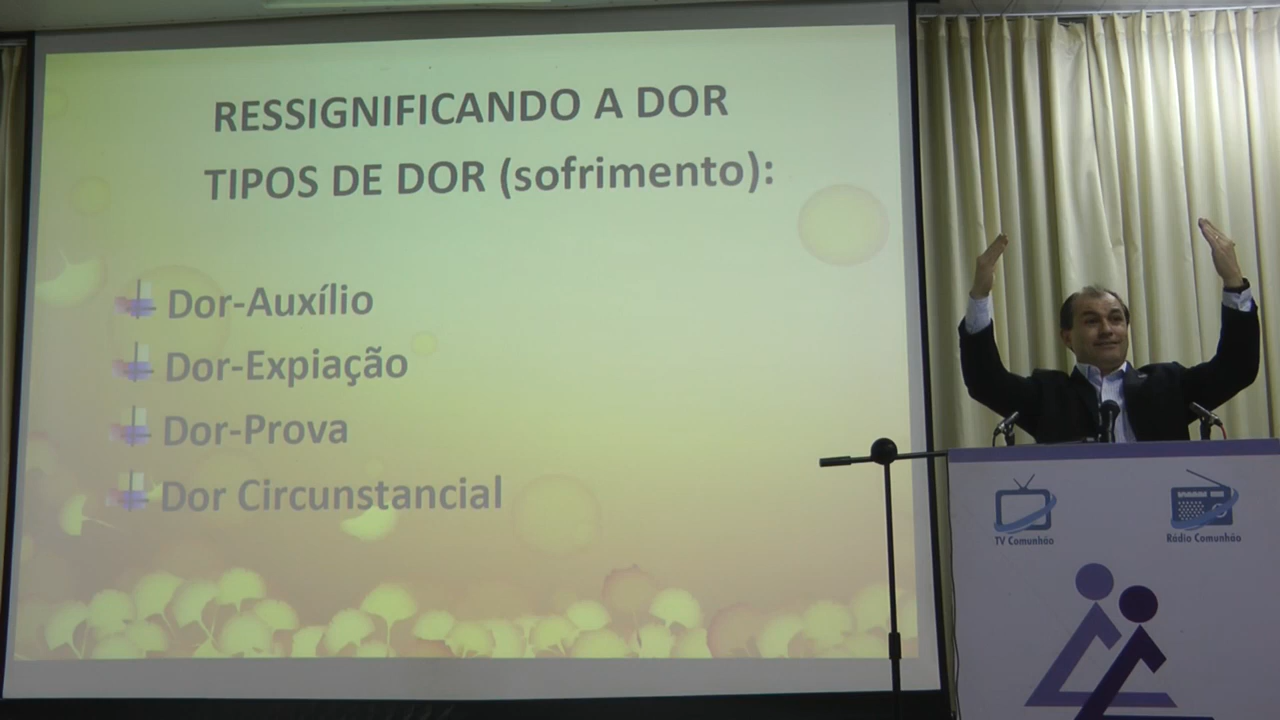 RESSIGNIFICANDO A DOR
TIPOS DE DOR (sofrimento):
Dor-Auxílio
Dor-Expiação
Dor-Prova
Dor Circunstancial
TV Comunhão
Rádio Comunhão